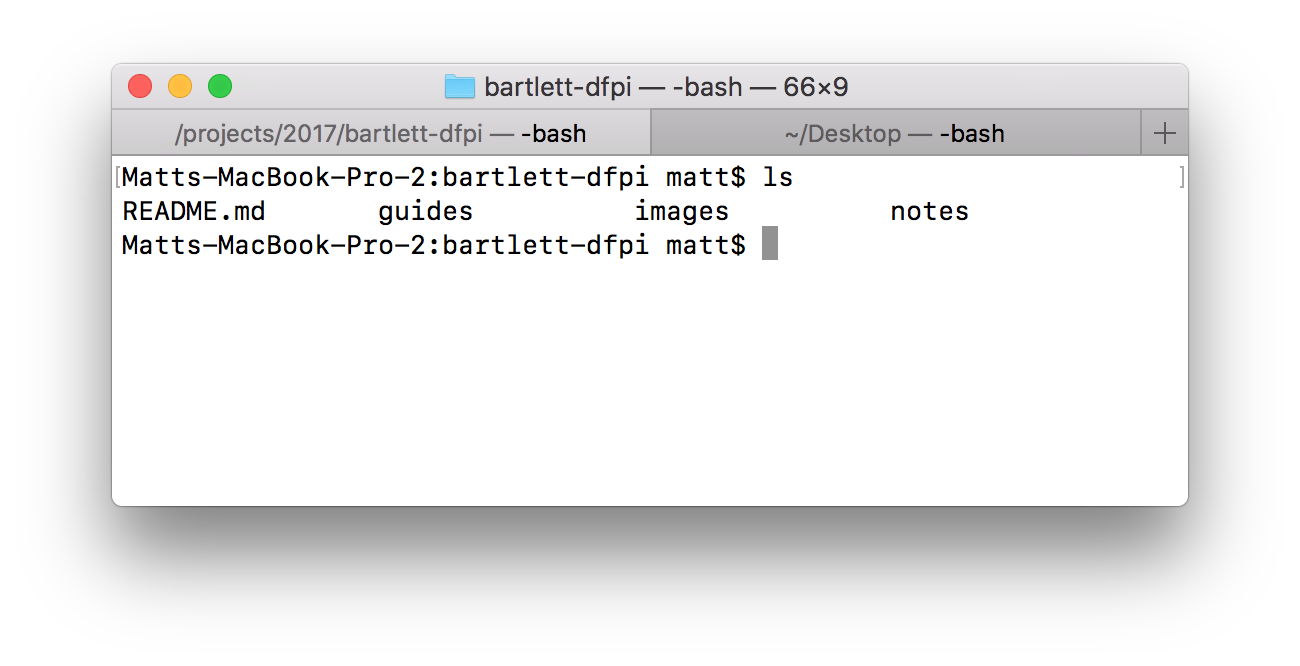 bartlett-dfpi — -bash — 66×9
/projects/2017/bartlett-dfpi — -bash
~/Desktop — -bash
[Matts-MacBook-Pro-2:bartlett-dfpi matt$ ls ]
README.md guides images notes
Matts-MacBook-Pro-2:bartlett-dfpi matt$